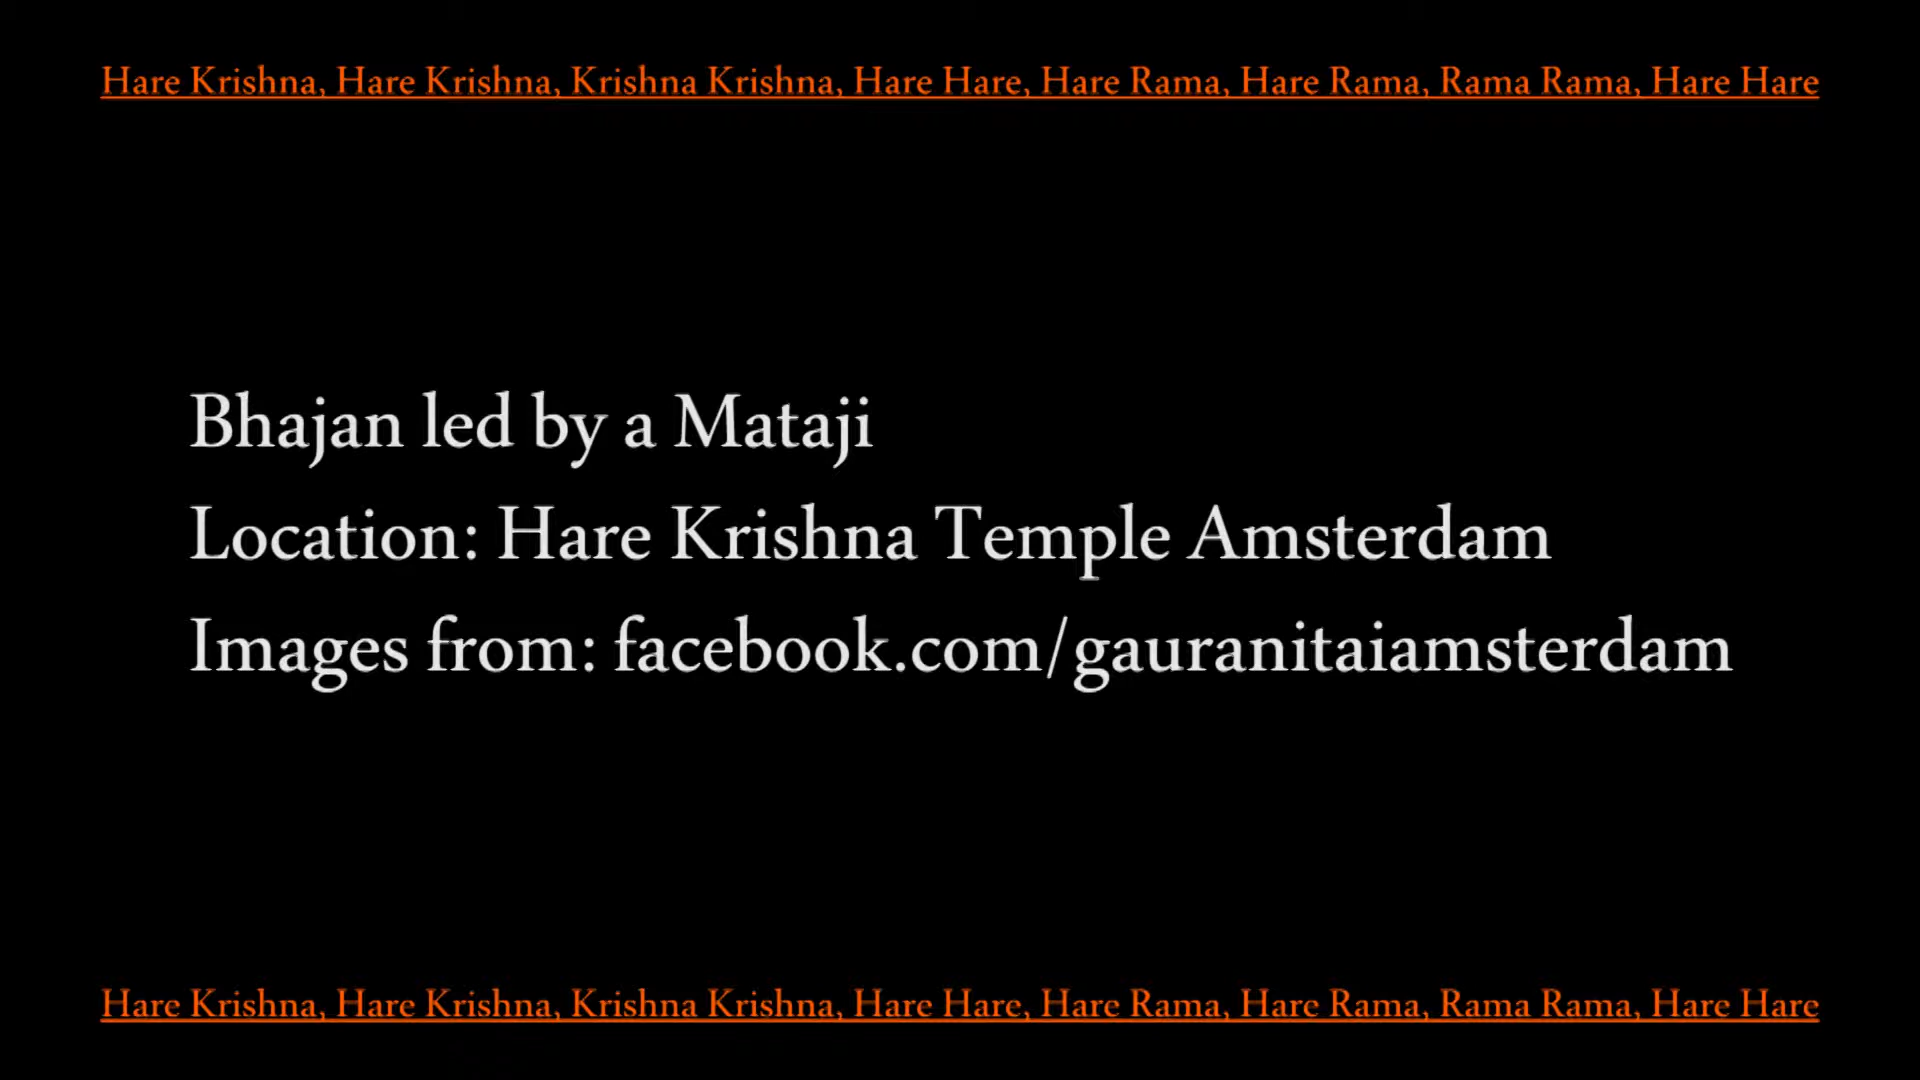 Hare Krishna, Hare Krishna, Krishna Krishna, Hare Hare, Hare Rama, Hare Rama, Rama Rama, Hare Hare
Bhajan led by a Mataji
Location: Hare Krishna Temple Amsterdam
Images from: facebook.com/gauranitaiamsterdam
Hare Krishna, Hare Krishna, Krishna Krishna, Hare Hare, Hare Rama, Hare Rama, Rama Rama, Hare Hare